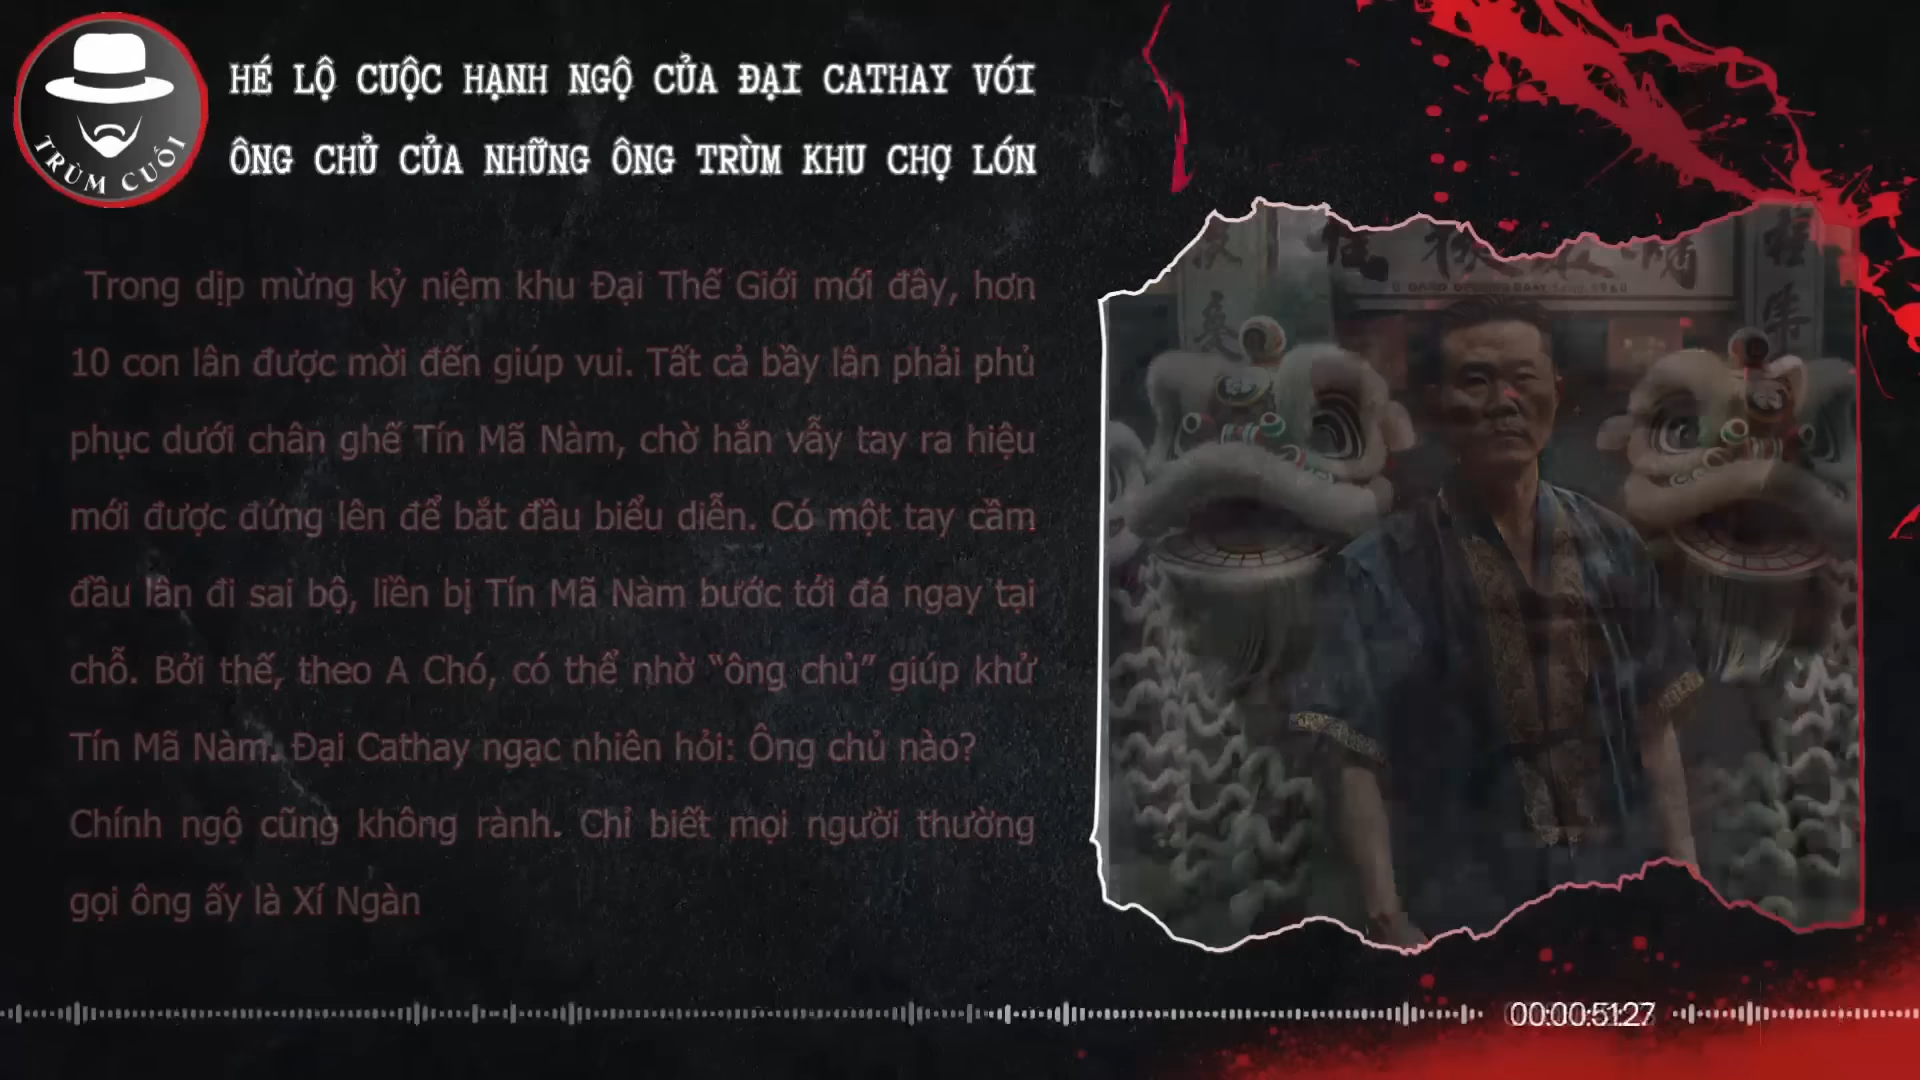 HÉ LỘ CUỘC HẠNH NGỘ CỦA ĐẠI CATHAY VỚI
ÔNG CHỦ CỦA NHỮNG ÔNG TRÙM KHU CHỢ LỚN
TRÙM CUỐI
Trong dịp mừng kỷ niệm khu Đại Thế Giới mới đây, hơn
10 con lân được mời đến giúp vui. Tất cả bầy lân phải phủ
phục dưới chân ghế Tín Mã Nàm, chờ hắn vẫy tay ra hiệu
mới được đứng lên để bắt đầu biểu diễn. Có một tay cầm
đầu lân đi sai bộ, liền bị Tín Mã Nàm bước tới đá ngay tại
chỗ. Bởi thế, theo A Chó, có thể nhờ “ông chủ” giúp khử
Tín Mã Nàm. Đại Cathay ngạc nhiên hỏi: Ông chủ nào?
Chính ngộ cũng không rành. Chỉ biết mọi người thường
gọi ông ấy là Xí Ngàn
00:00:51:27